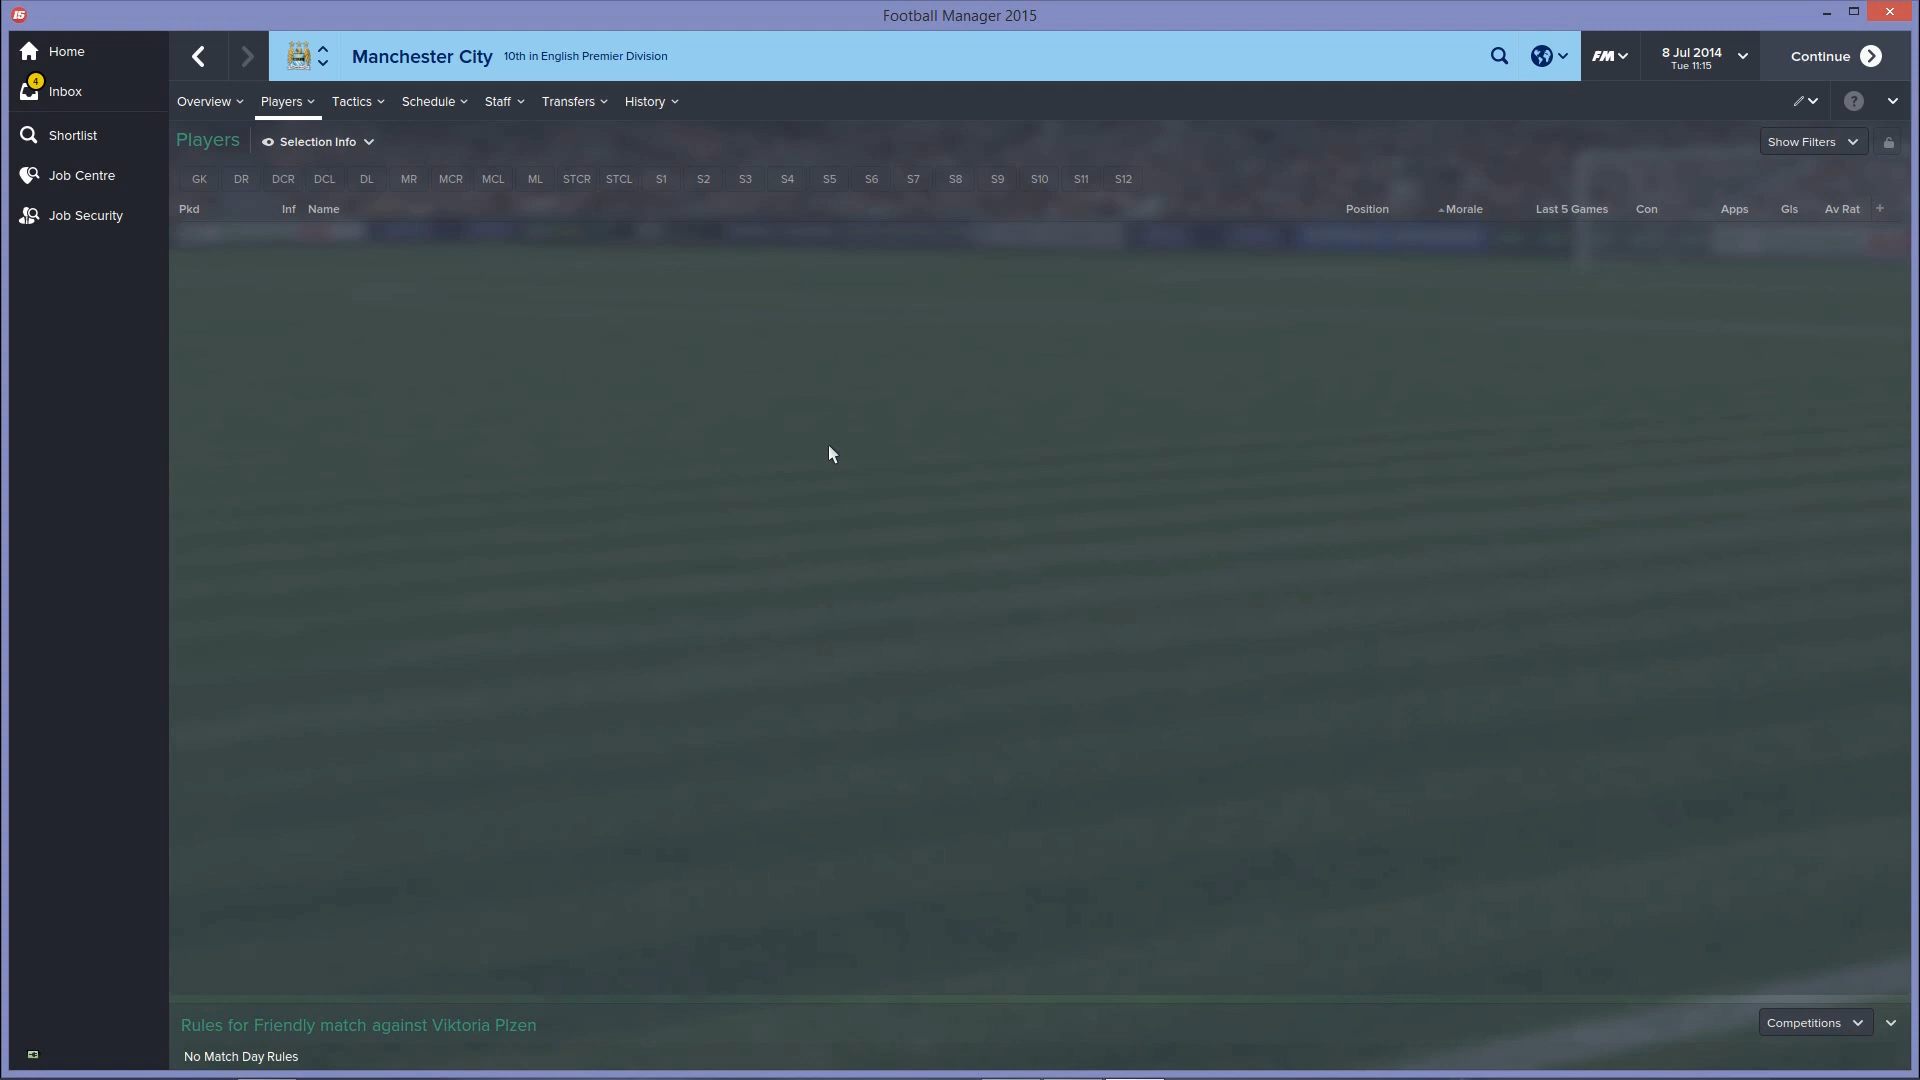 Football Manager 2015
Home
4
Inbox
Shortlist
Job Centre
Job Security
Manchester City 10th in English Premier Division
FM
8 Jul 2014
Tue 11:15
Continue
Overview Players Tactics Schedule Staff Transfers History
?
Players Selection Info
Show Filters
GK DR DCR DCL DL MR MCR MCL ML STCR STCL S1 S2 S3 S4 S5 S6 S7 S8 S9 S10 S11 S12
Pkd Inf Name Position Morale Last 5 Games Con Apps Gls Av Rat +
Rules for Friendly match against Viktoria Plzen
Competitions
No Match Day Rules